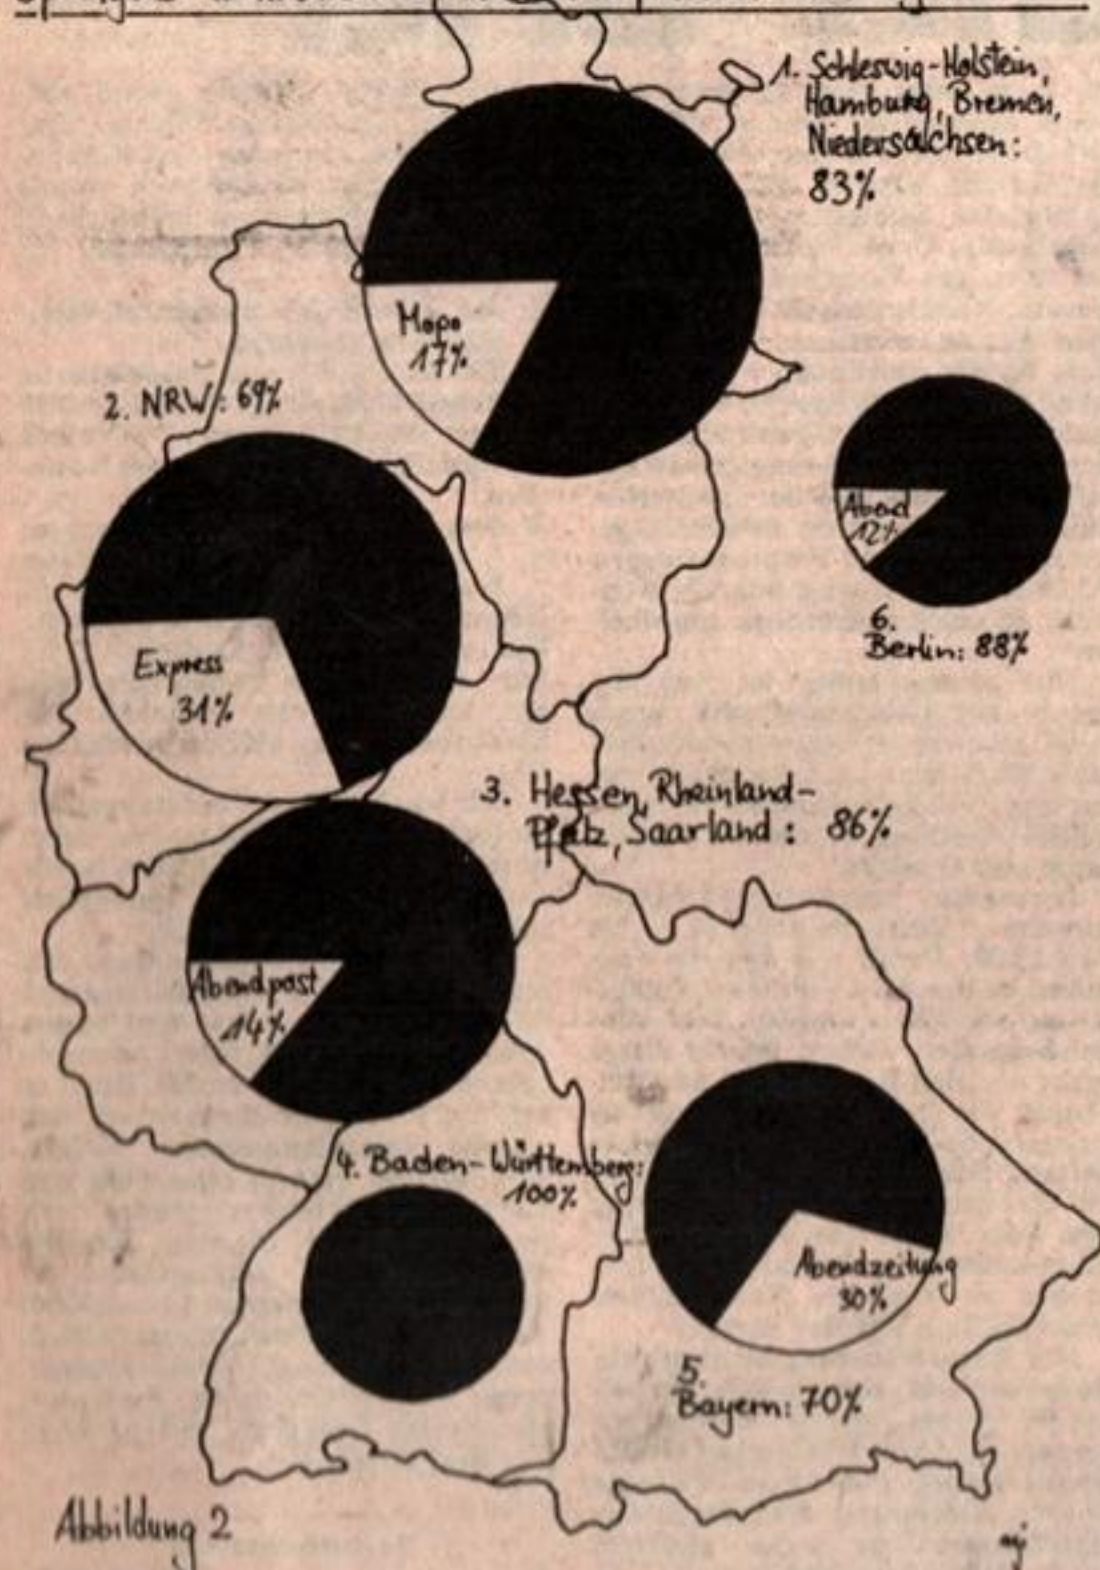 1. Schleswig-Holstein,
Hamburg, Bremen,
Niedersachsen:
83%
Mopo
17%
2. NRW: 69%
Abend
12%
6.
Berlin: 88%
Express
31%
3. Hessen, Rheinland-
Pfalz, Saarland: 86%
Abendpost
14%
4. Baden-Württemberg:
100%
Abendzeitung
30%
5.
Bayern: 70%
Abbildung 2